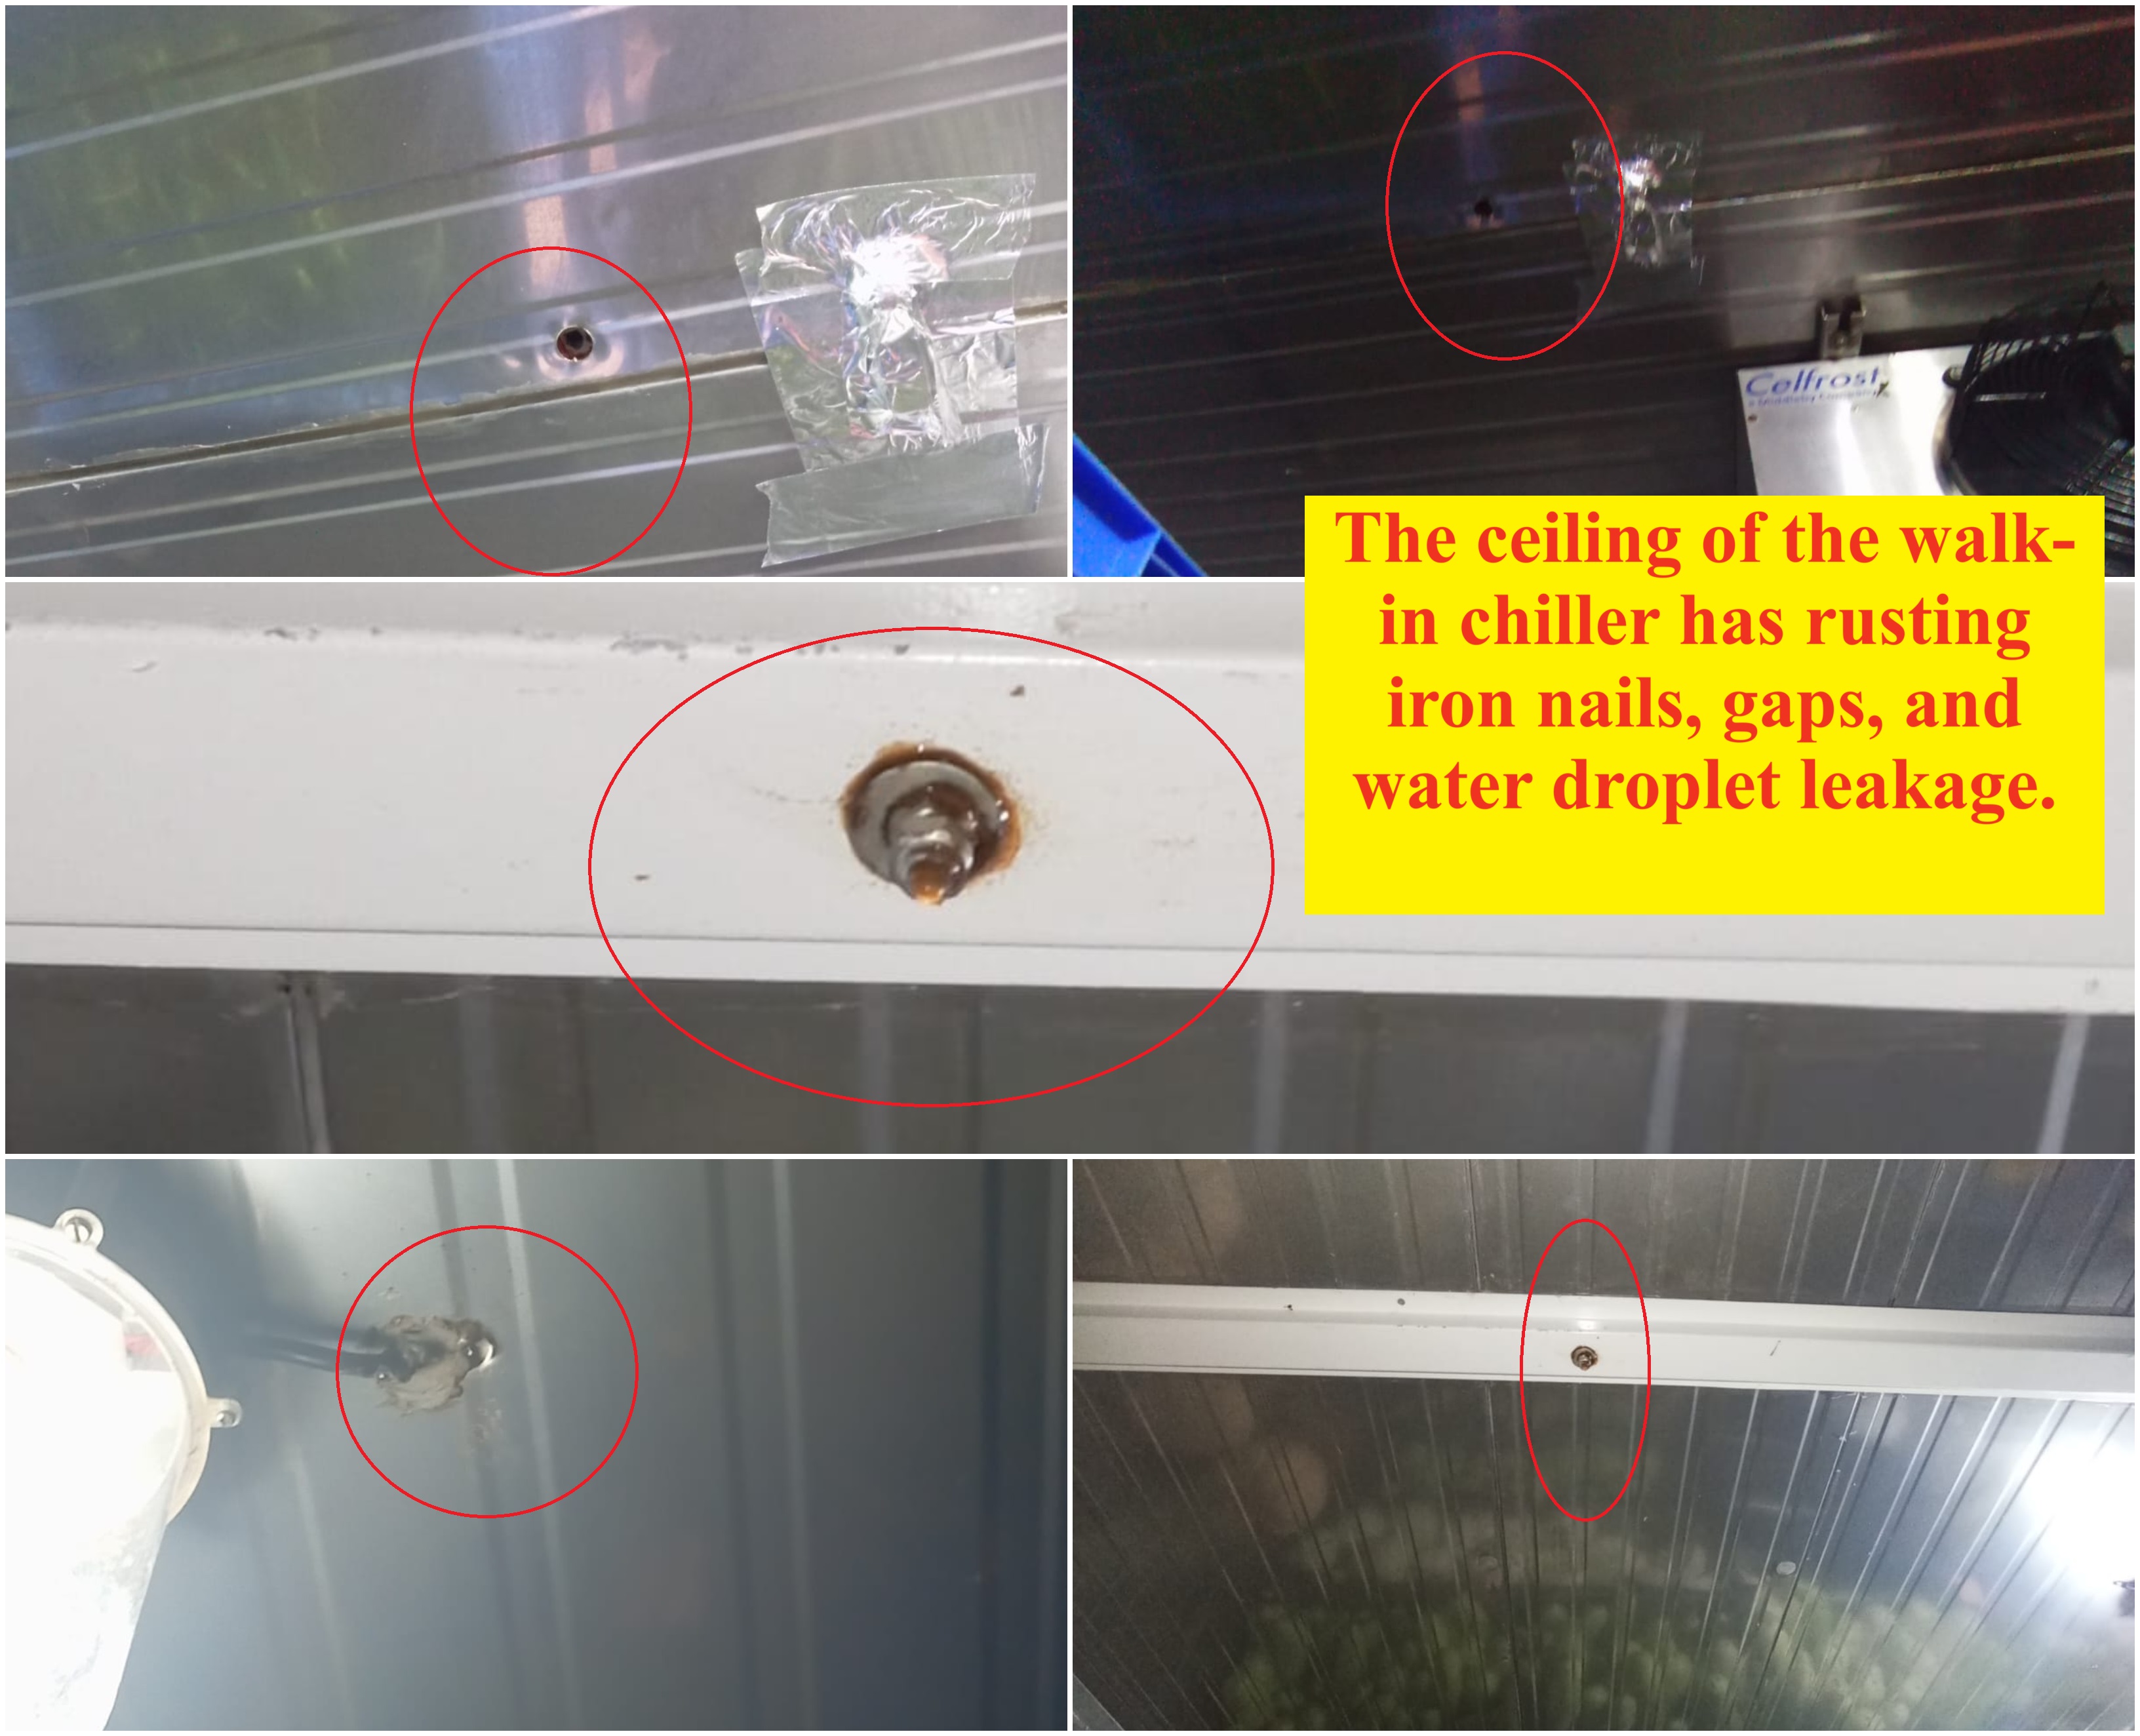 Celfrost
The ceiling of the walk-
in chiller has rusting
iron nails, gaps, and
water droplet leakage.